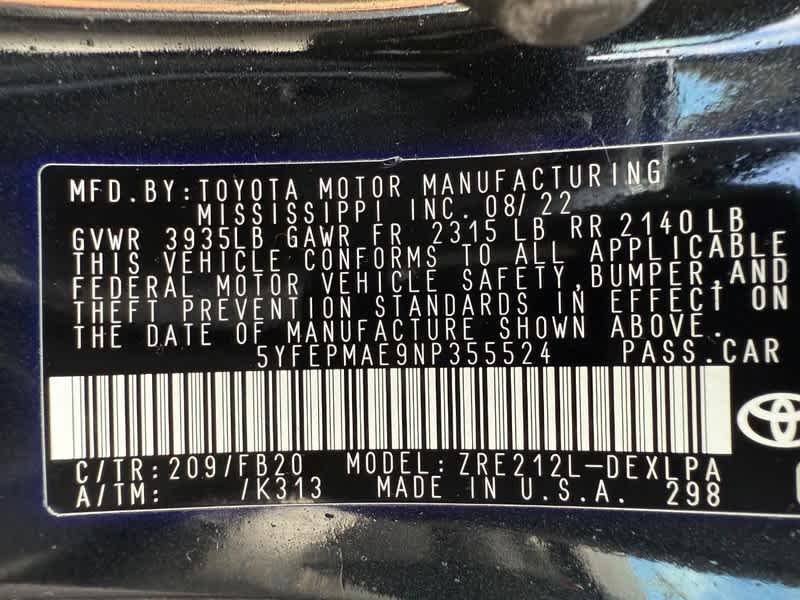 MFD.BY:TOYOTA MOTOR MANUFACTURING
MISSISSIPPI INC. 08/22
GVWR 3935LB GAWR FR 2315 LB RR 2140 LB
THIS VEHICLE CONFORMS TO ALL APPLICABLE
FEDERAL MOTOR VEHICLE SAFETY,BUMPER,AND
THEFT PREVENTION STANDARDS IN EFFECT ON
THE DATE OF MANUFACTURE SHOWN ABOVE.
5YFEPMAE9NP355524 PASS.CAR
C/TR:209/FB20 MODEL:ZRE212L-DEXLPA
A/TM: /K313 MADE IN U.S.A. 298